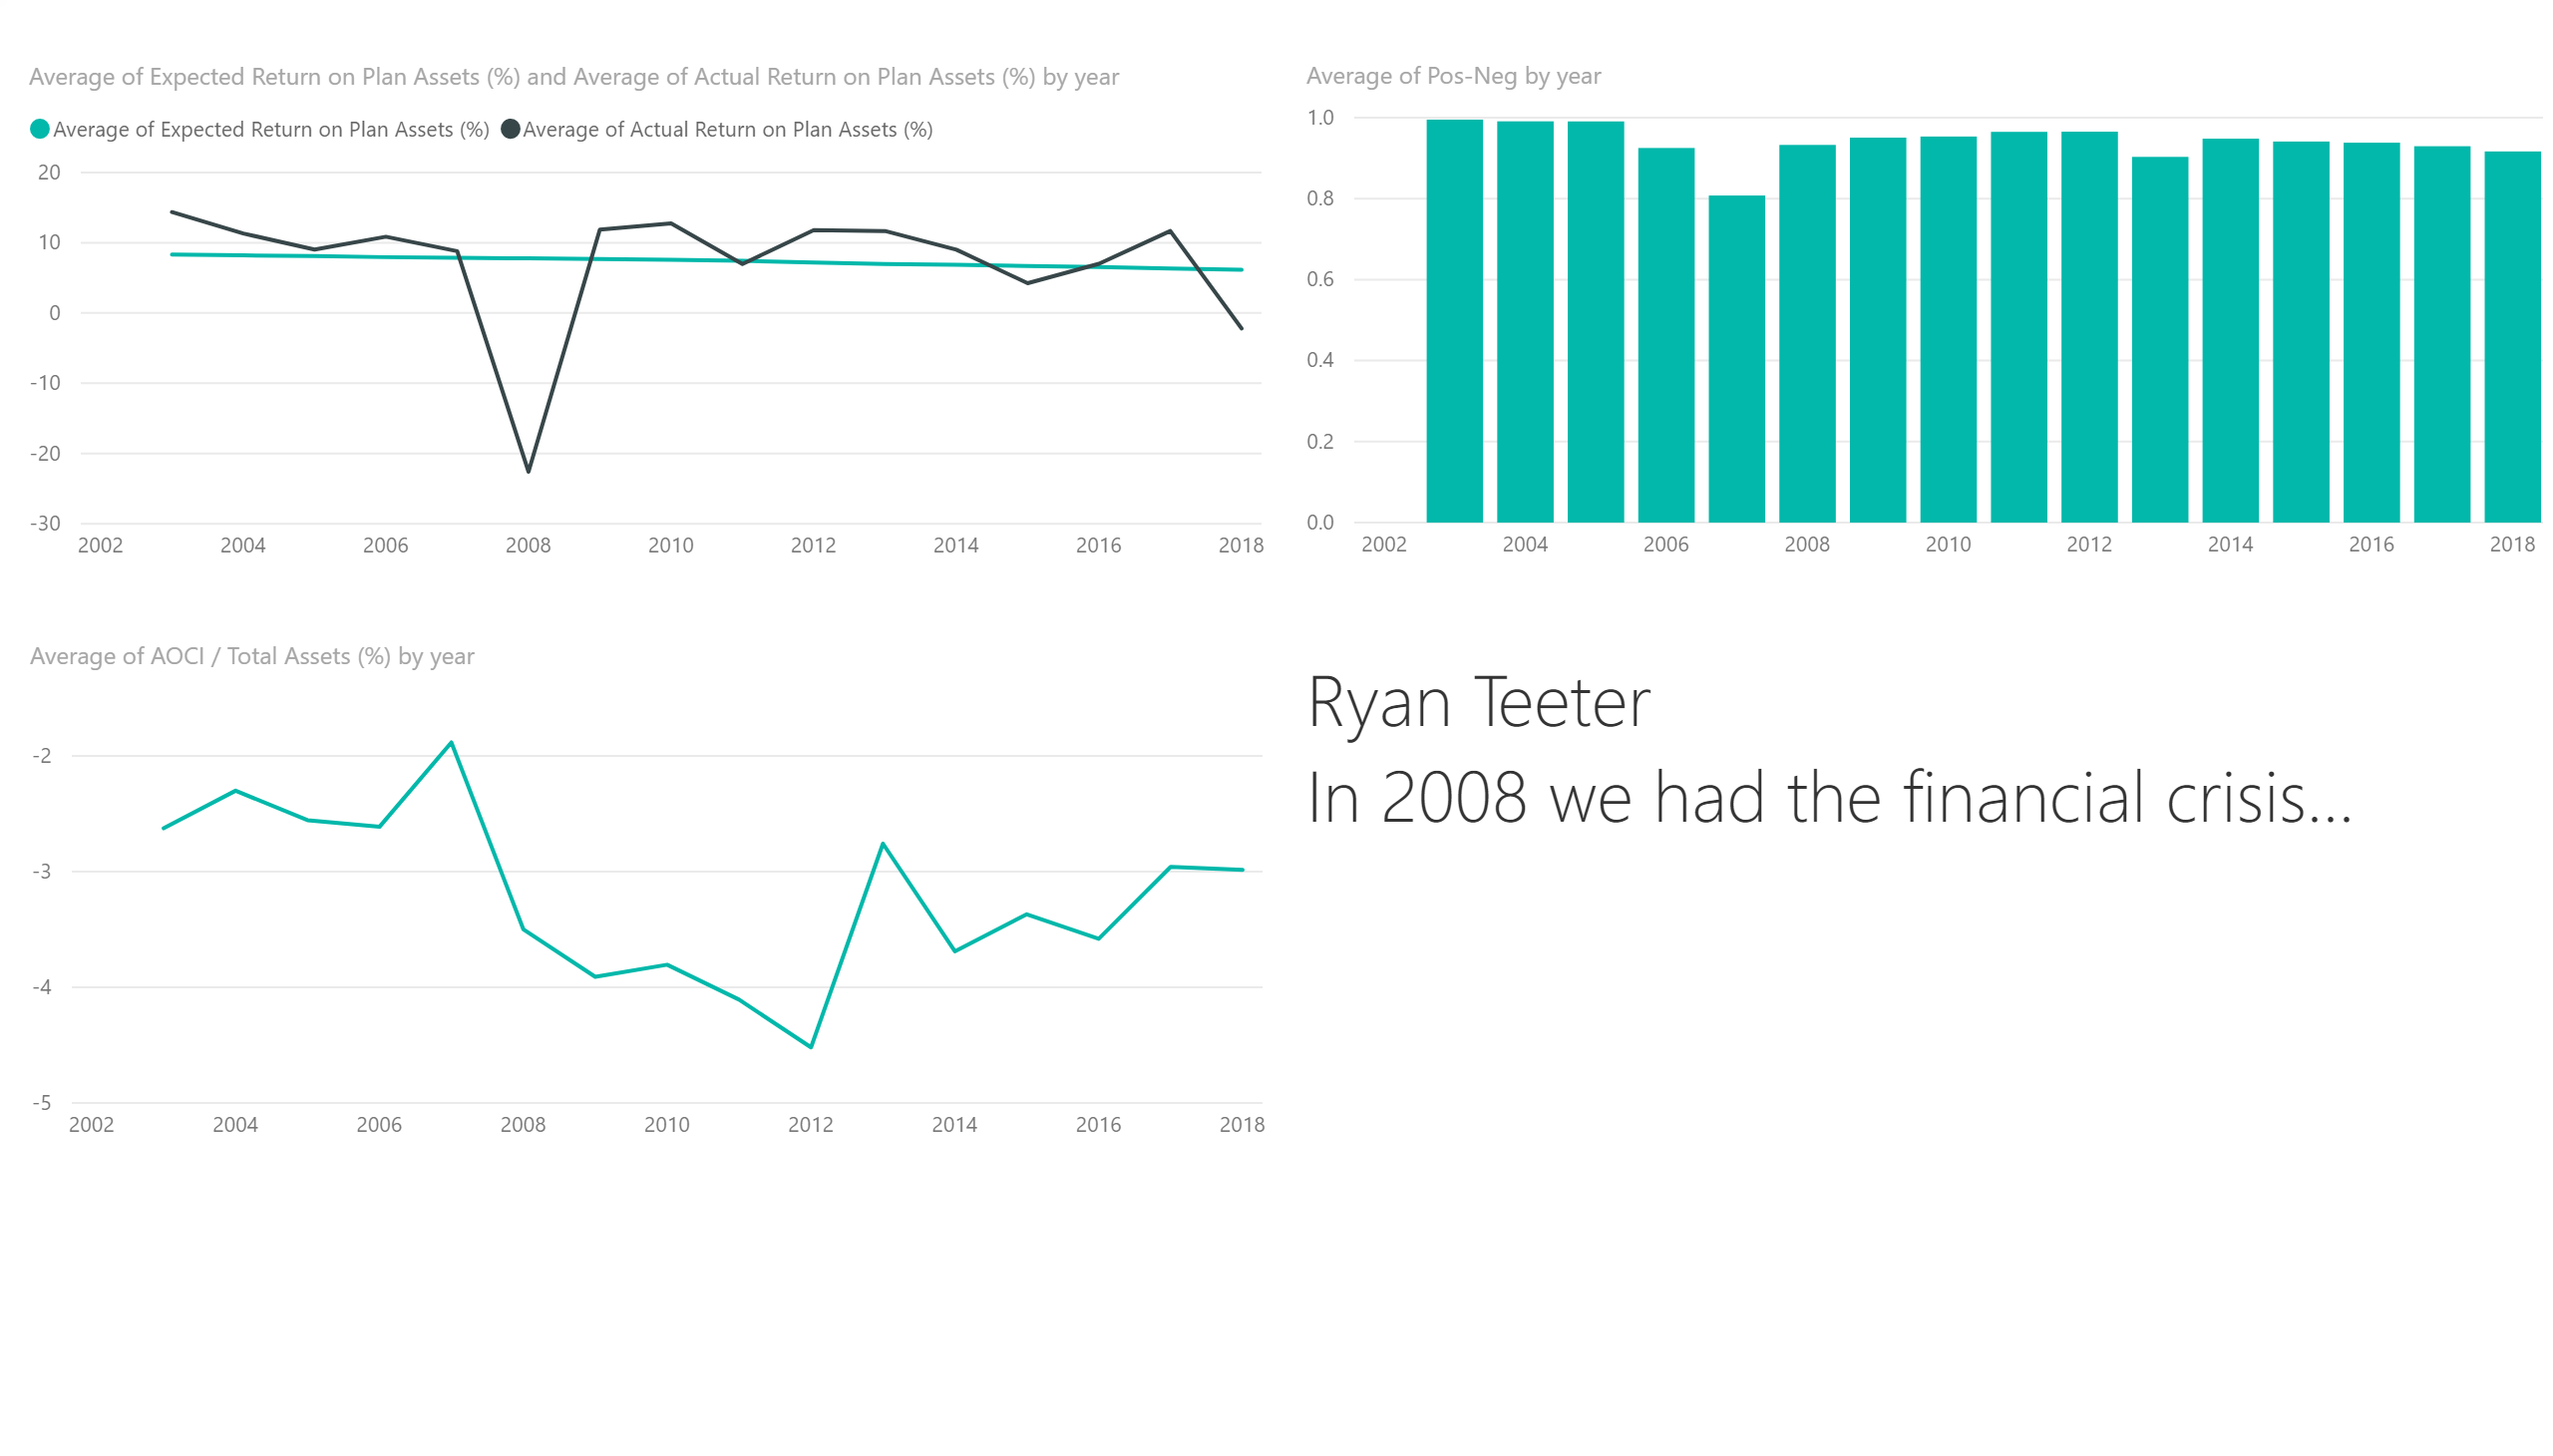 Average of Expected Return on Plan Assets (%) and Average of Actual Return on Plan Assets (%) by year
Average of Expected Return on Plan Assets (%) Average of Actual Return on Plan Assets (%)
20
10
0
-10
-20
-30
2002 2004 2006 2008 2010 2012 2014 2016 2018
Average of Pos-Neg by year
1.0
0.8
0.6
0.4
0.2
0.0
2002 2004 2006 2008 2010 2012 2014 2016 2018
Average of AOCI / Total Assets (%) by year
-2
-3
-4
-5
2002 2004 2006 2008 2010 2012 2014 2016 2018
Ryan Teeter
In 2008 we had the financial crisis...